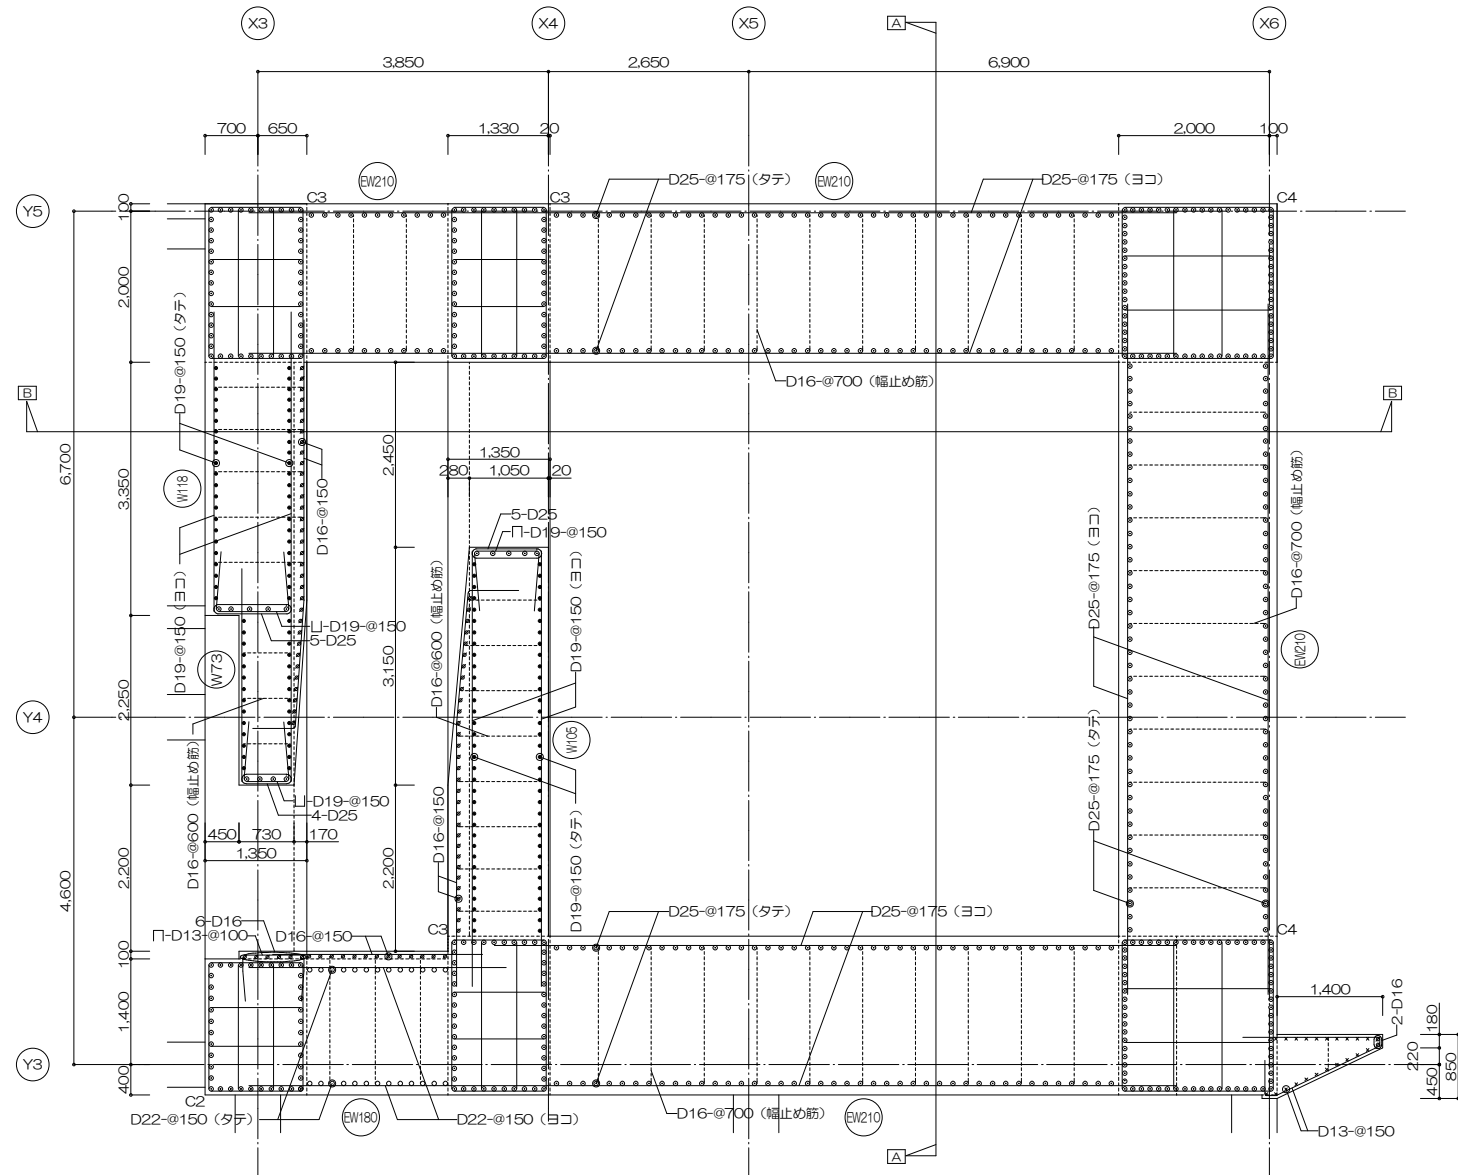 X3
X4
X5
A
X6
3,850
2,650
6,900
700
650
1,330
20
2,000
100
EW210
D25-@175（タテ）
EW210
D25-@175（ヨコ）
C3
C3
C4
Y5
100
2,000
D19-@150（タテ）
D16-@700（幅止め筋）
B
B
6,700
3,350
2,450
1,350
280
1,050
20
W118
D16-@150
5-D25
Π-D19-@150
D16-@600（幅止め筋）
D19-@150（ヨコ）
D25-@175（ヨコ）
D16-@700（幅止め筋）
D19-@150（ヨコ）
⊔-D19-@150
5-D25
W73
3,150
EW210
2,250
Y4
W105
D25-@175（タテ）
D16-@600（幅止め筋）
⊔-D19-@150
4-D25
450
730
170
1,350
D16-@150
D19-@150（タテ）
2,200
2,200
4,600
6-D16
Π-D13-@100
D16-@150
C3
D25-@175（タテ）
D25-@175（ヨコ）
C4
100
1,400
1,400
2-D16
180
220
450
850
Y3
400
C2
D22-@150（タテ）
EW180
D22-@150（ヨコ）
D16-@700（幅止め筋）
EW210
D13-@150
A